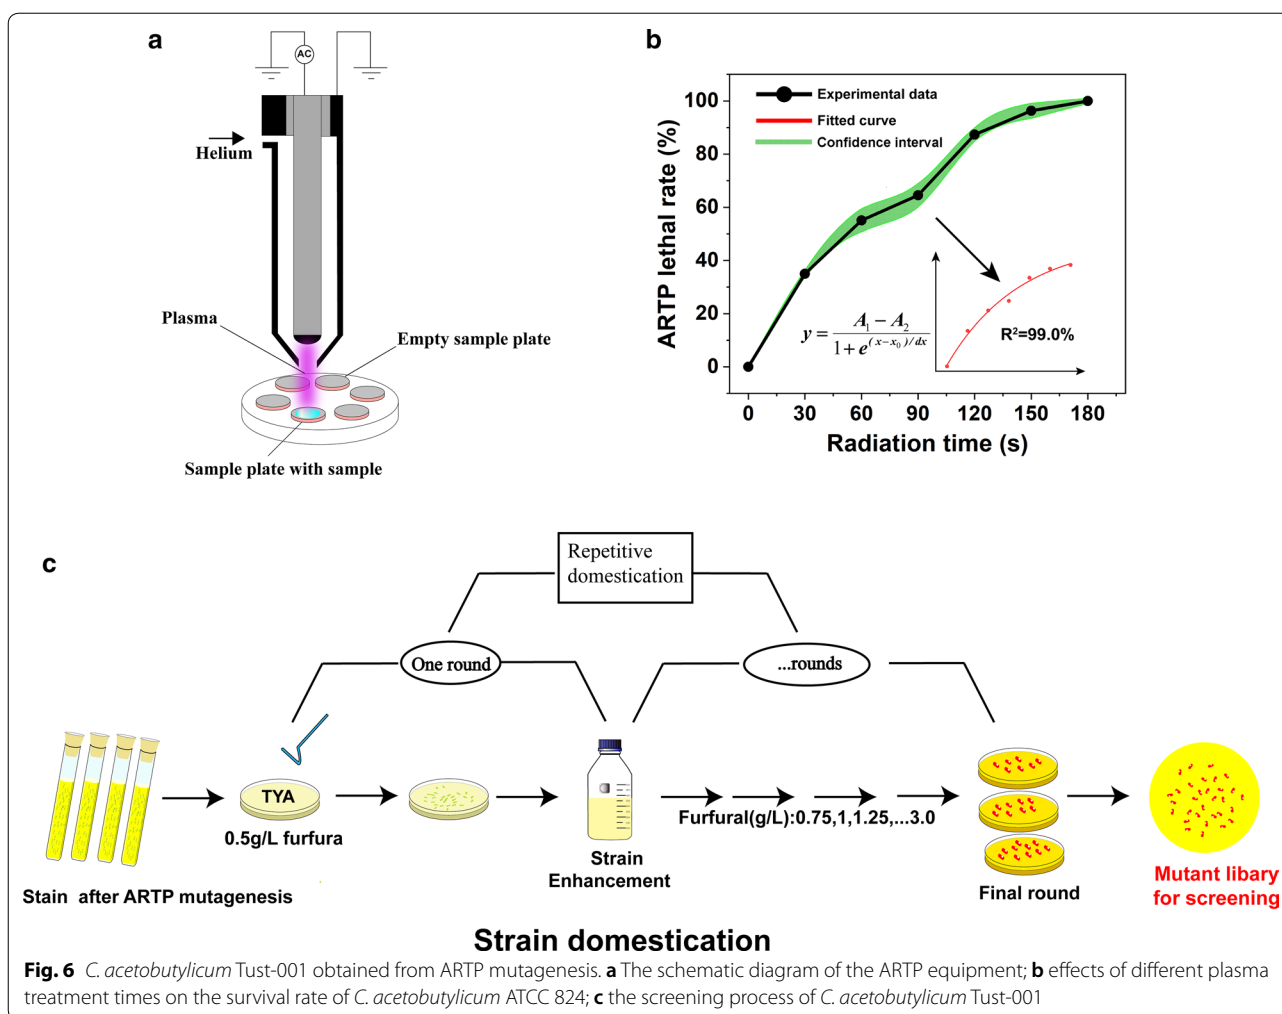 a
AC
Helium
Plasma
Empty sample plate
Sample plate with sample
b
Experimental data
Fitted curve
Confidence interval
ARTP lethal rate (%)
100
80
60
40
20
0
y = (A₁ − A₂) / (1 + e^((x−x₀)/dx))
R²=99.0%
0 30 60 90 120 150 180
Radiation time (s)
c
Repetitive
domestication
One round
...rounds
TYA
0.5g/L furfura
Stain after ARTP mutagenesis
Strain
Enhancement
Furfural(g/L):0.75,1,1.25,...3.0
Final round
Mutant libary
for screening
Strain domestication
Fig. 6 C. acetobutylicum Tust-001 obtained from ARTP mutagenesis. a The schematic diagram of the ARTP equipment; b effects of different plasma
treatment times on the survival rate of C. acetobutylicum ATCC 824; c the screening process of C. acetobutylicum Tust-001